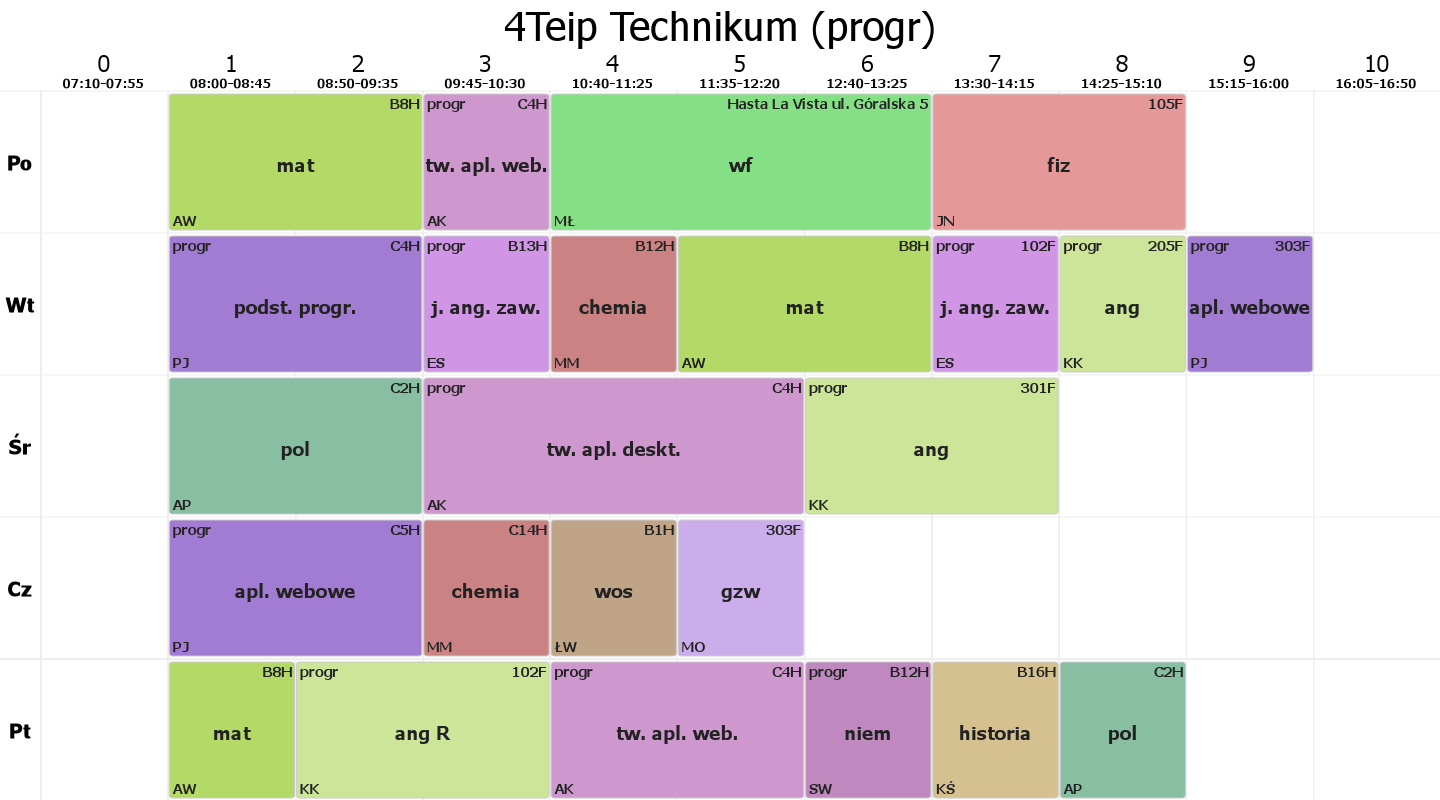 4Teip Technikum (progr)
0 1 2 3 4 5 6 7 8 9 10
07:10-07:55 08:00-08:45 08:50-09:35 09:45-10:30 10:40-11:25 11:35-12:20 12:40-13:25 13:30-14:15 14:25-15:10 15:15-16:00 16:05-16:50
B8H progr C4H Hasta La Vista ul. Góralska 5 105F
Po mat tw. apl. web. wf fiz
AW AK MŁ JN
progr C4H progr B13H B12H B8H progr 102F progr 205F progr 303F
Wt podst. progr. j. ang. zaw. chemia mat j. ang. zaw. ang apl. webowe
PJ ES MM AW ES KK PJ
C2H progr C4H progr 301F
Śr pol tw. apl. deskt. ang
AP AK KK
progr C5H C14H B1H 303F
Cz apl. webowe chemia wos gzw
PJ MM ŁW MO
B8H progr 102F progr C4H progr B12H B16H C2H
Pt mat ang R tw. apl. web. niem historia pol
AW KK AK SW KŚ AP